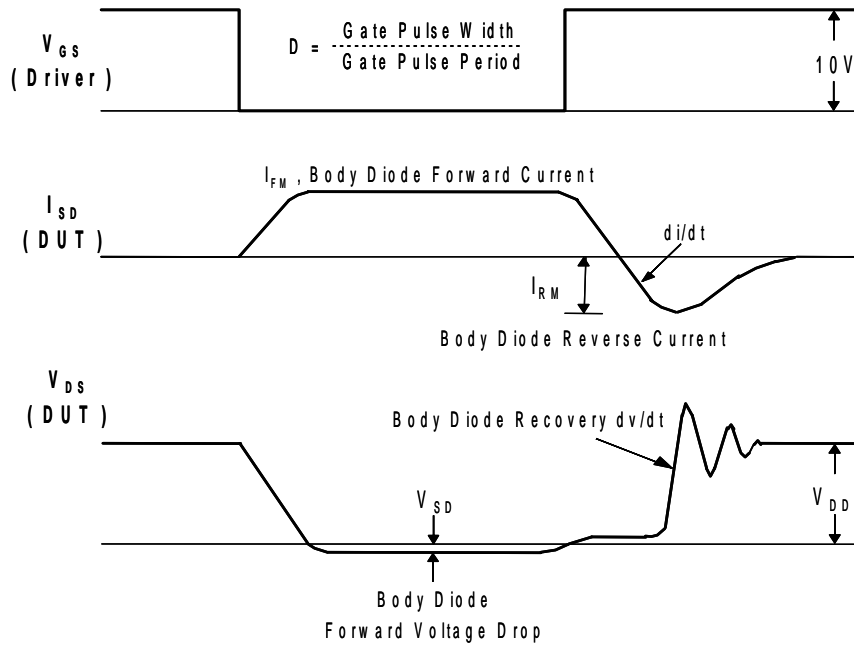 VGS
(Driver)
D = Gate Pulse Width
Gate Pulse Period
10V
IFM , Body Diode Forward Current
ISD
(DUT)
di/dt
IRM
Body Diode Reverse Current
VDS
(DUT)
Body Diode Recovery dv/dt
VSD
VDD
Body Diode
Forward Voltage Drop